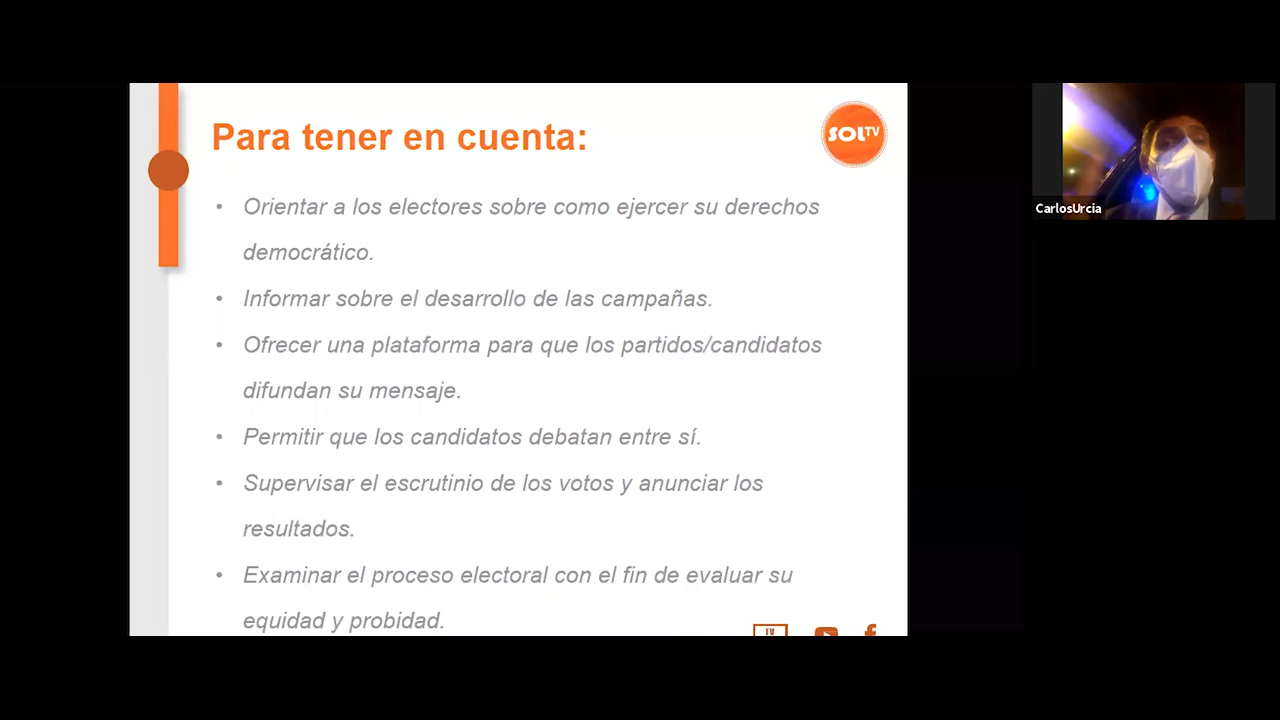 Para tener en cuenta:
SOLTV
• Orientar a los electores sobre como ejercer su derechos
democrático.
• Informar sobre el desarrollo de las campañas.
• Ofrecer una plataforma para que los partidos/candidatos
difundan su mensaje.
• Permitir que los candidatos debatan entre sí.
• Supervisar el escrutinio de los votos y anunciar los
resultados.
• Examinar el proceso electoral con el fin de evaluar su
equidad y probidad.
TV
CarlosUrcia